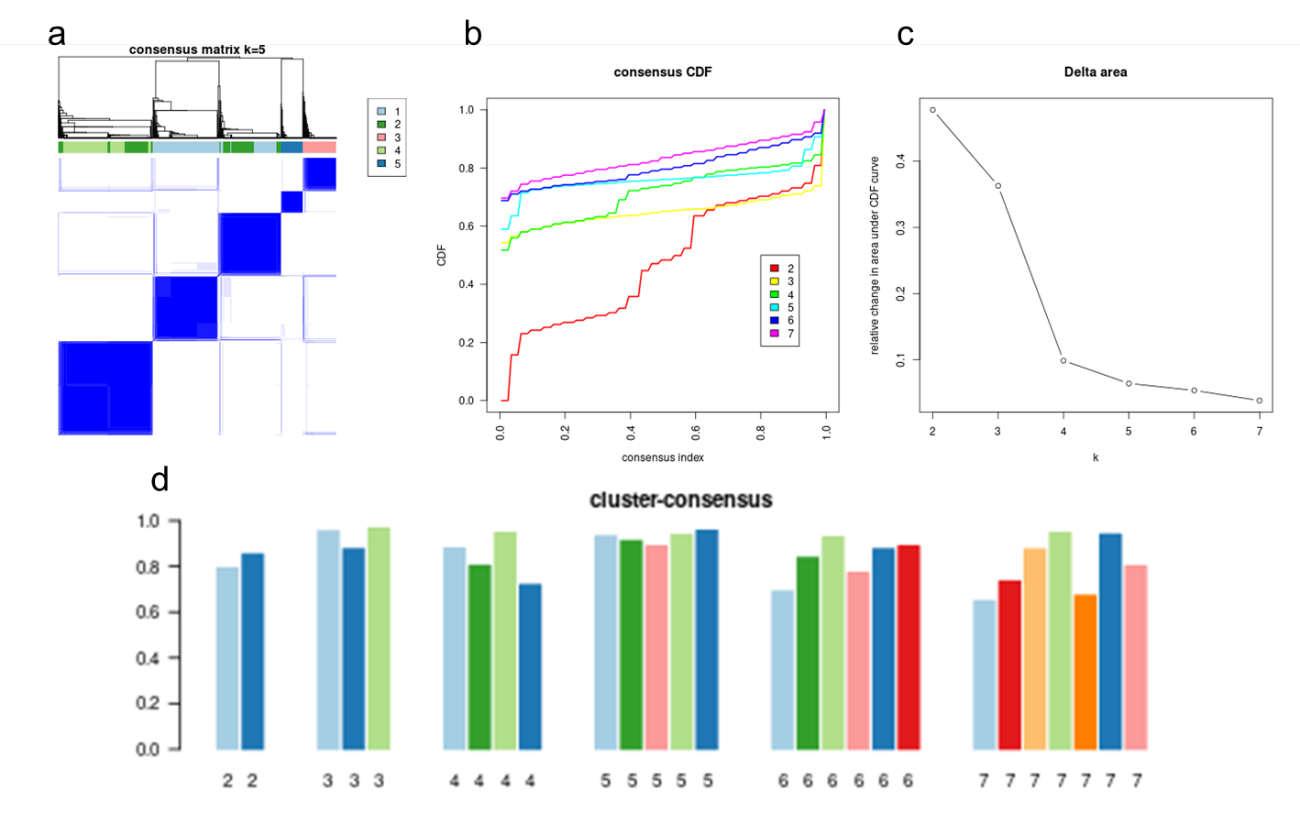 a
consensus matrix k=5
1
2
3
4
5
b
consensus CDF
CDF
1.0
0.8
0.6
0.4
0.2
0.0
2
3
4
5
6
7
0.0 0.2 0.4 0.6 0.8 1.0
consensus index
c
Delta area
relative change in area under CDF curve
0.4
0.3
0.2
0.1
2 3 4 5 6 7
k
d
cluster-consensus
1.0
0.8
0.6
0.4
0.2
0.0
2 2 3 3 3 4 4 4 4 5 5 5 5 5 6 6 6 6 6 6 7 7 7 7 7 7 7